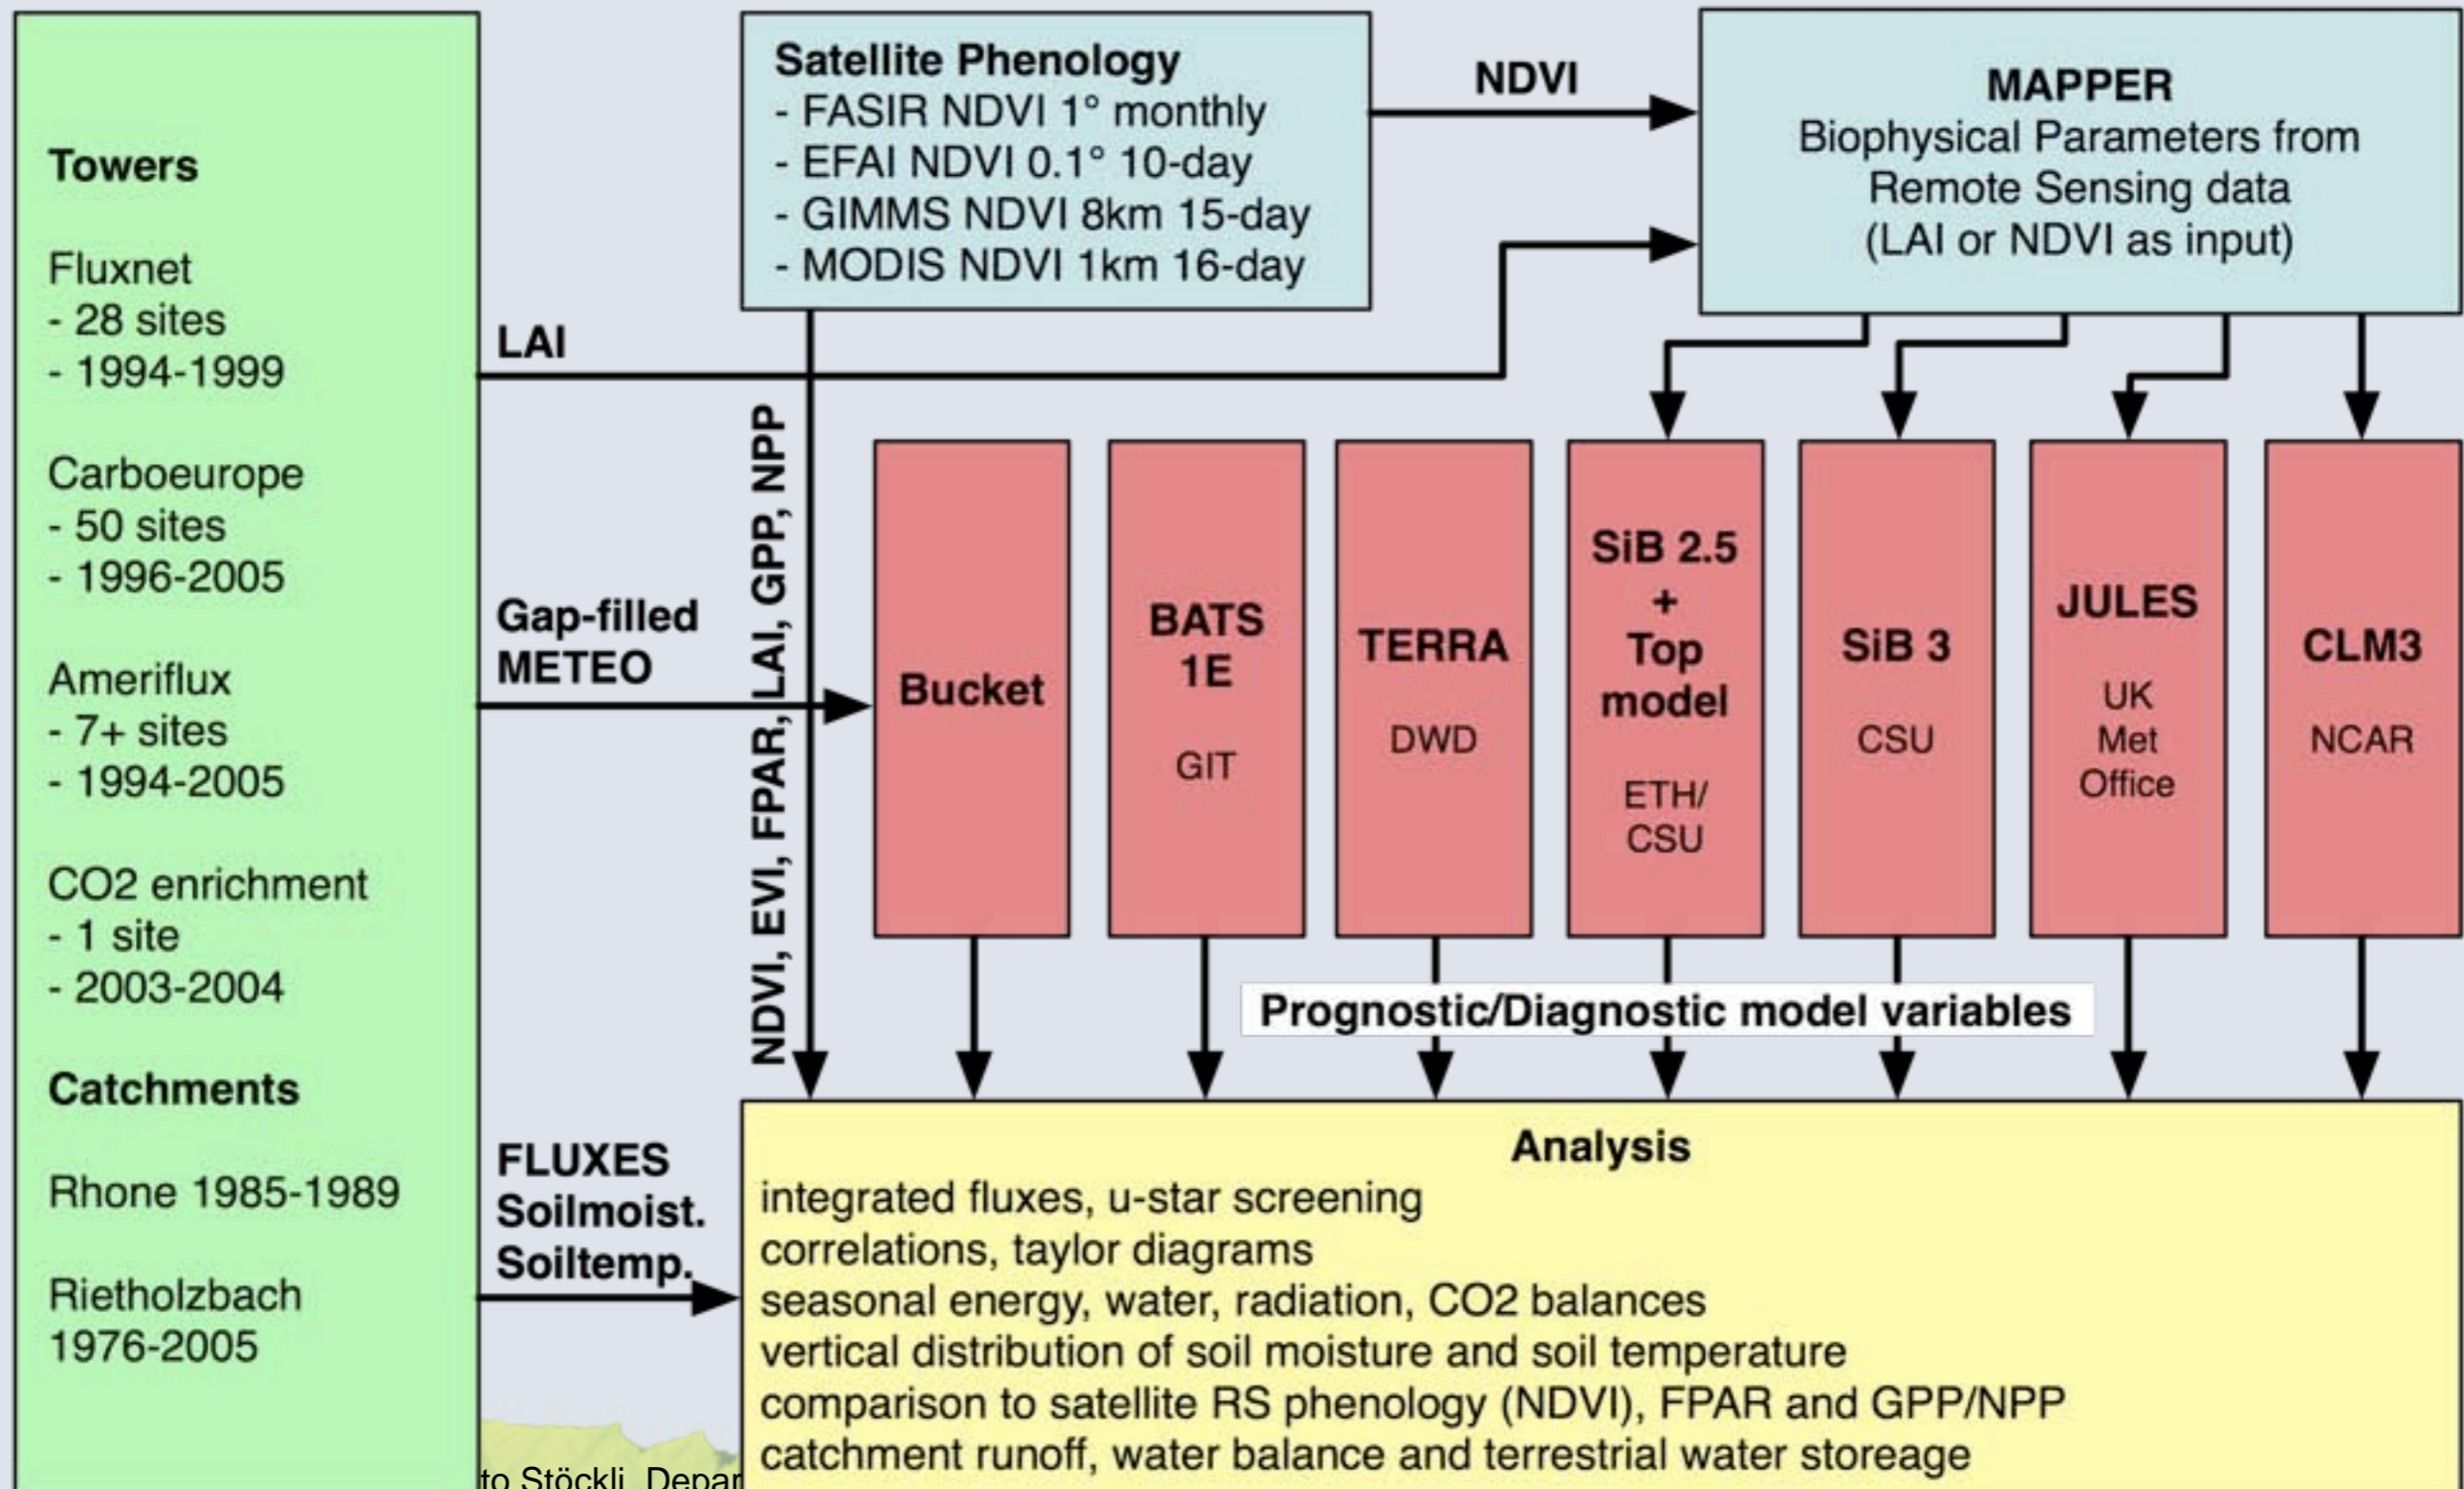 Towers
Fluxnet
- 28 sites
- 1994-1999
Carboeurope
- 50 sites
- 1996-2005
Ameriflux
- 7+ sites
- 1994-2005
CO2 enrichment
- 1 site
- 2003-2004
Catchments
Rhone 1985-1989
Rietholzbach
1976-2005
Satellite Phenology
- FASIR NDVI 1° monthly
- EFAI NDVI 0.1° 10-day
- GIMMS NDVI 8km 15-day
- MODIS NDVI 1km 16-day
NDVI
MAPPER
Biophysical Parameters from
Remote Sensing data
(LAI or NDVI as input)
LAI
Gap-filled
METEO
NDVI, EVI, FPAR, LAI, GPP, NPP
Bucket
BATS
1E
GIT
TERRA
DWD
SiB 2.5
+
Top
model
ETH/
CSU
SiB 3
CSU
JULES
UK
Met
Office
CLM3
NCAR
Prognostic/Diagnostic model variables
FLUXES
Soilmoist.
Soiltemp.
Analysis
integrated fluxes, u-star screening
correlations, taylor diagrams
seasonal energy, water, radiation, CO2 balances
vertical distribution of soil moisture and soil temperature
comparison to satellite RS phenology (NDVI), FPAR and GPP/NPP
catchment runoff, water balance and terrestrial water storeage
to Stöckli, Depar